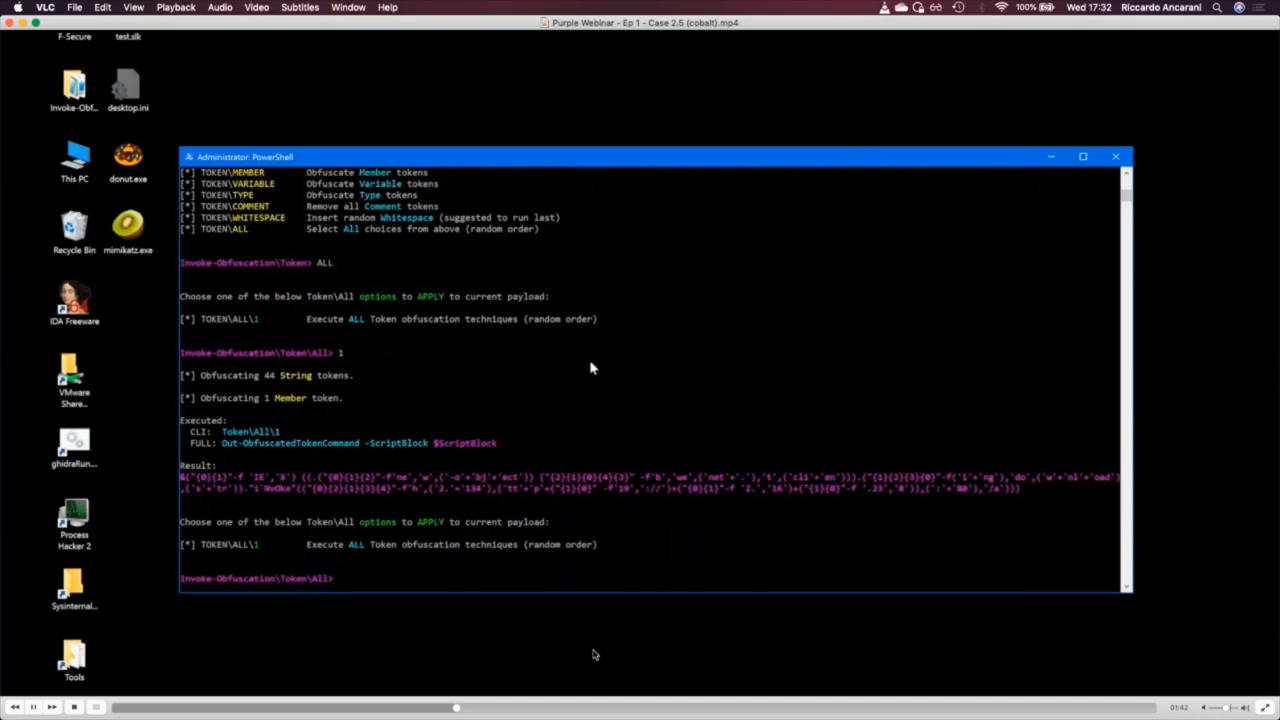 VLC File Edit View Playback Audio Video Subtitles Window Help 100% Wed 17:32 Riccardo Ancarani
Purple Webinar - Ep 1 - Case 2.5 (cobalt).mp4
F-Secure test.slk
Invoke-Obf... desktop.ini
This PC donut.exe
Recycle Bin mimikatz.exe
IDA Freeware
VMware Share...
ghidraRun...
Process Hacker 2
Sysinternal...
Tools
Administrator: PowerShell
[*] TOKEN\MEMBER Obfuscate Member tokens
[*] TOKEN\VARIABLE Obfuscate Variable tokens
[*] TOKEN\TYPE Obfuscate Type tokens
[*] TOKEN\COMMENT Remove all Comment tokens
[*] TOKEN\WHITESPACE Insert random Whitespace (suggested to run last)
[*] TOKEN\ALL Select All choices from above (random order)
Invoke-Obfuscation\Token> ALL
Choose one of the below Token\All options to APPLY to current payload:
[*] TOKEN\ALL\1 Execute ALL Token obfuscation techniques (random order)
Invoke-Obfuscation\Token\All> 1
[*] Obfuscating 44 String tokens.
[*] Obfuscating 1 Member token.
Executed:
CLI: Token\All\1
FULL: Out-ObfuscatedTokenCommand -ScriptBlock $ScriptBlock
Result:
Choose one of the below Token\All options to APPLY to current payload:
[*] TOKEN\ALL\1 Execute ALL Token obfuscation techniques (random order)
Invoke-Obfuscation\Token\All>
01:42